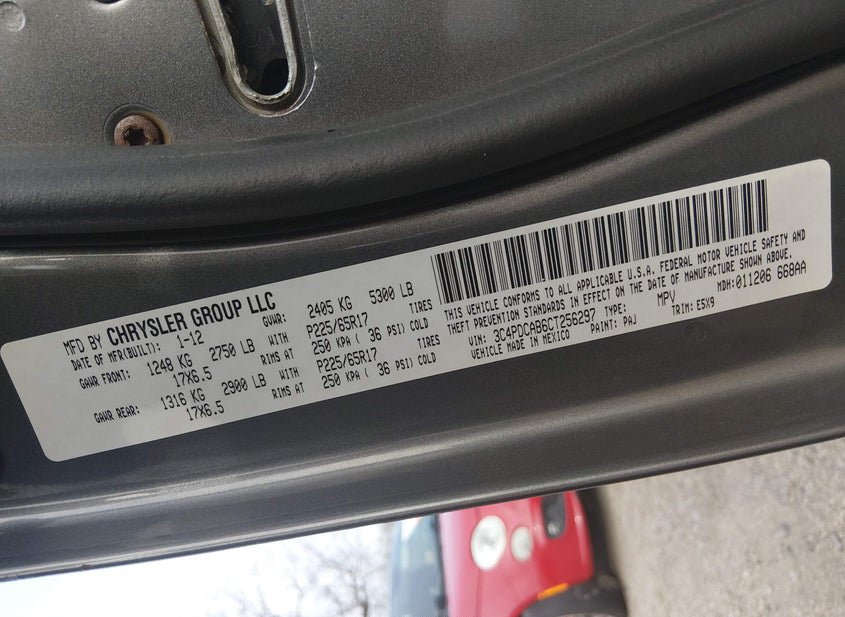 MFD BY CHRYSLER GROUP LLC
DATE OF MFR(BUILT): 1-12 GVWR: 2405 KG 5300 LB
GAWR FRONT: 1248 KG 2750 LB WITH P225/65R17 TIRES
17X6.5 RIMS AT 250 KPA ( 36 PSI) COLD
GAWR REAR: 1316 KG 2900 LB WITH P225/65R17 TIRES
17X6.5 RIMS AT 250 KPA ( 36 PSI) COLD
THIS VEHICLE CONFORMS TO ALL APPLICABLE U.S.A. FEDERAL MOTOR VEHICLE SAFETY AND
THEFT PREVENTION STANDARDS IN EFFECT ON THE DATE OF MANUFACTURE SHOWN ABOVE.
VIN: 3C4PDCAB6CT256297 TYPE: MPV MDH: 011206 668AA
VEHICLE MADE IN MEXICO PAINT: PAJ TRIM: E5X9